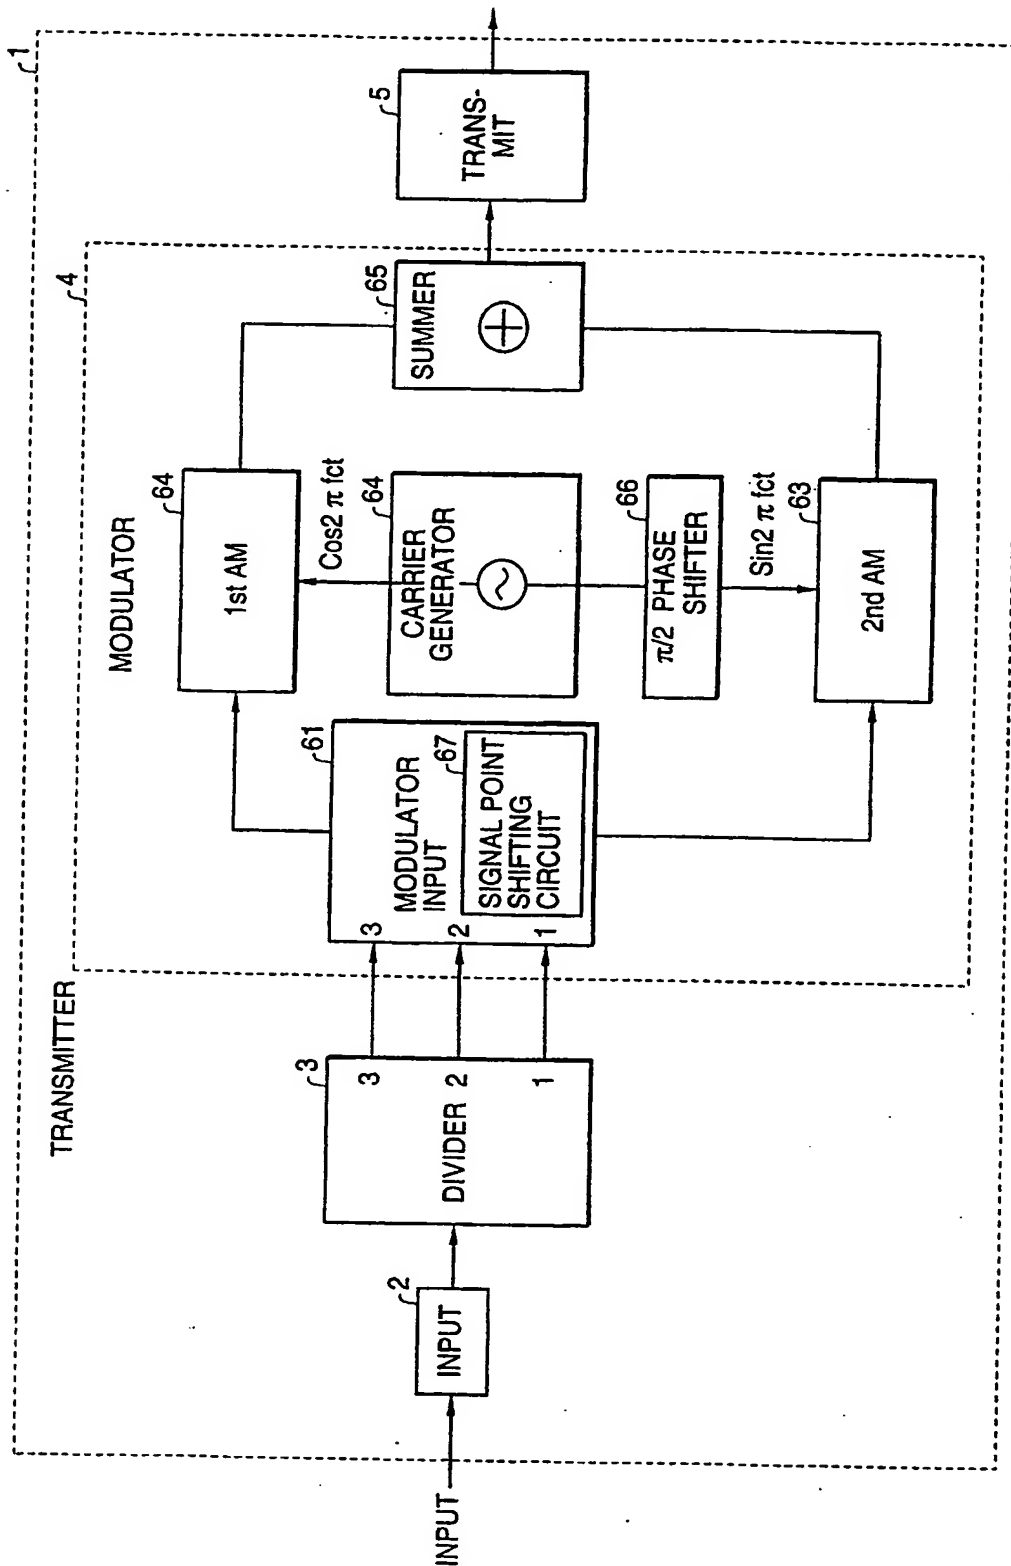 TRANSMITTER
1
INPUT
2
INPUT
3
DIVIDER
3
2
1
MODULATOR
4
61
MODULATOR
INPUT
3
2
1
67
SIGNAL POINT
SHIFTING
CIRCUIT
64
1st AM
Cos2 π fct
64
CARRIER
GENERATOR
66
π/2 PHASE
SHIFTER
Sin2 π fct
63
2nd AM
65
SUMMER
5
TRANS-
MIT